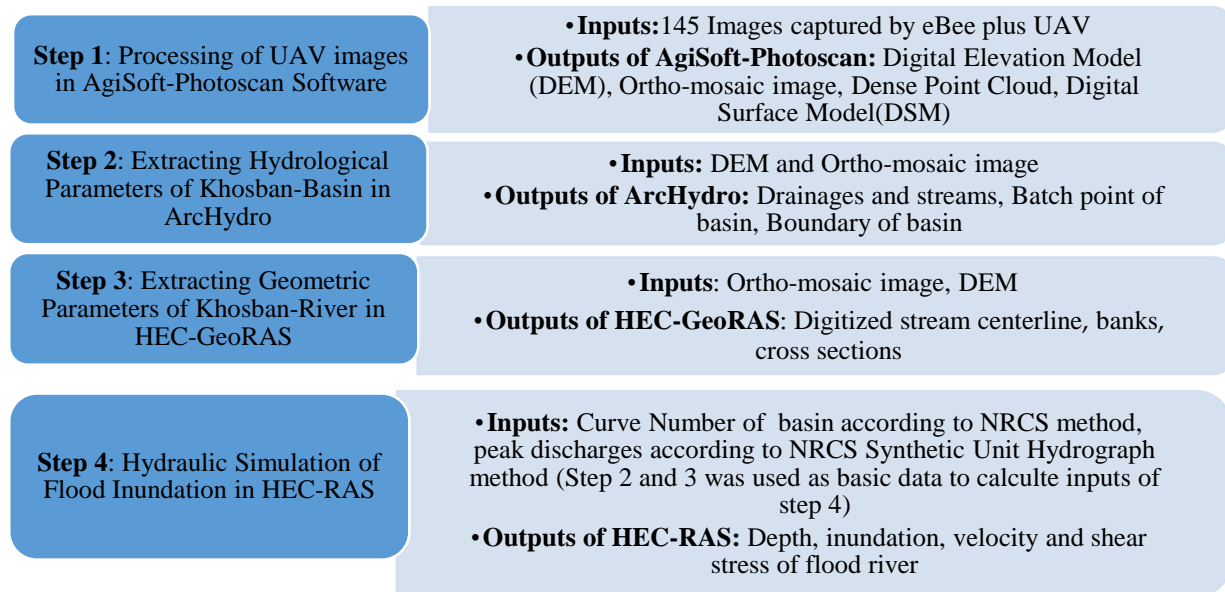 Step 1: Processing of UAV images
in AgiSoft-Photoscan Software
•Inputs:145 Images captured by eBee plus UAV
•Outputs of AgiSoft-Photoscan: Digital Elevation Model
(DEM), Ortho-mosaic image, Dense Point Cloud, Digital
Surface Model(DSM)
Step 2: Extracting Hydrological
Parameters of Khosban-Basin in
ArcHydro
•Inputs: DEM and Ortho-mosaic image
•Outputs of ArcHydro: Drainages and streams, Batch point of
basin, Boundary of basin
Step 3: Extracting Geometric
Parameters of Khosban-River in
HEC-GeoRAS
•Inputs: Ortho-mosaic image, DEM
•Outputs of HEC-GeoRAS: Digitized stream centerline, banks,
cross sections
Step 4: Hydraulic Simulation of
Flood Inundation in HEC-RAS
•Inputs: Curve Number of basin according to NRCS method,
peak discharges according to NRCS Synthetic Unit Hydrograph
method (Step 2 and 3 was used as basic data to calculte inputs of
step 4)
•Outputs of HEC-RAS: Depth, inundation, velocity and shear
stress of flood river